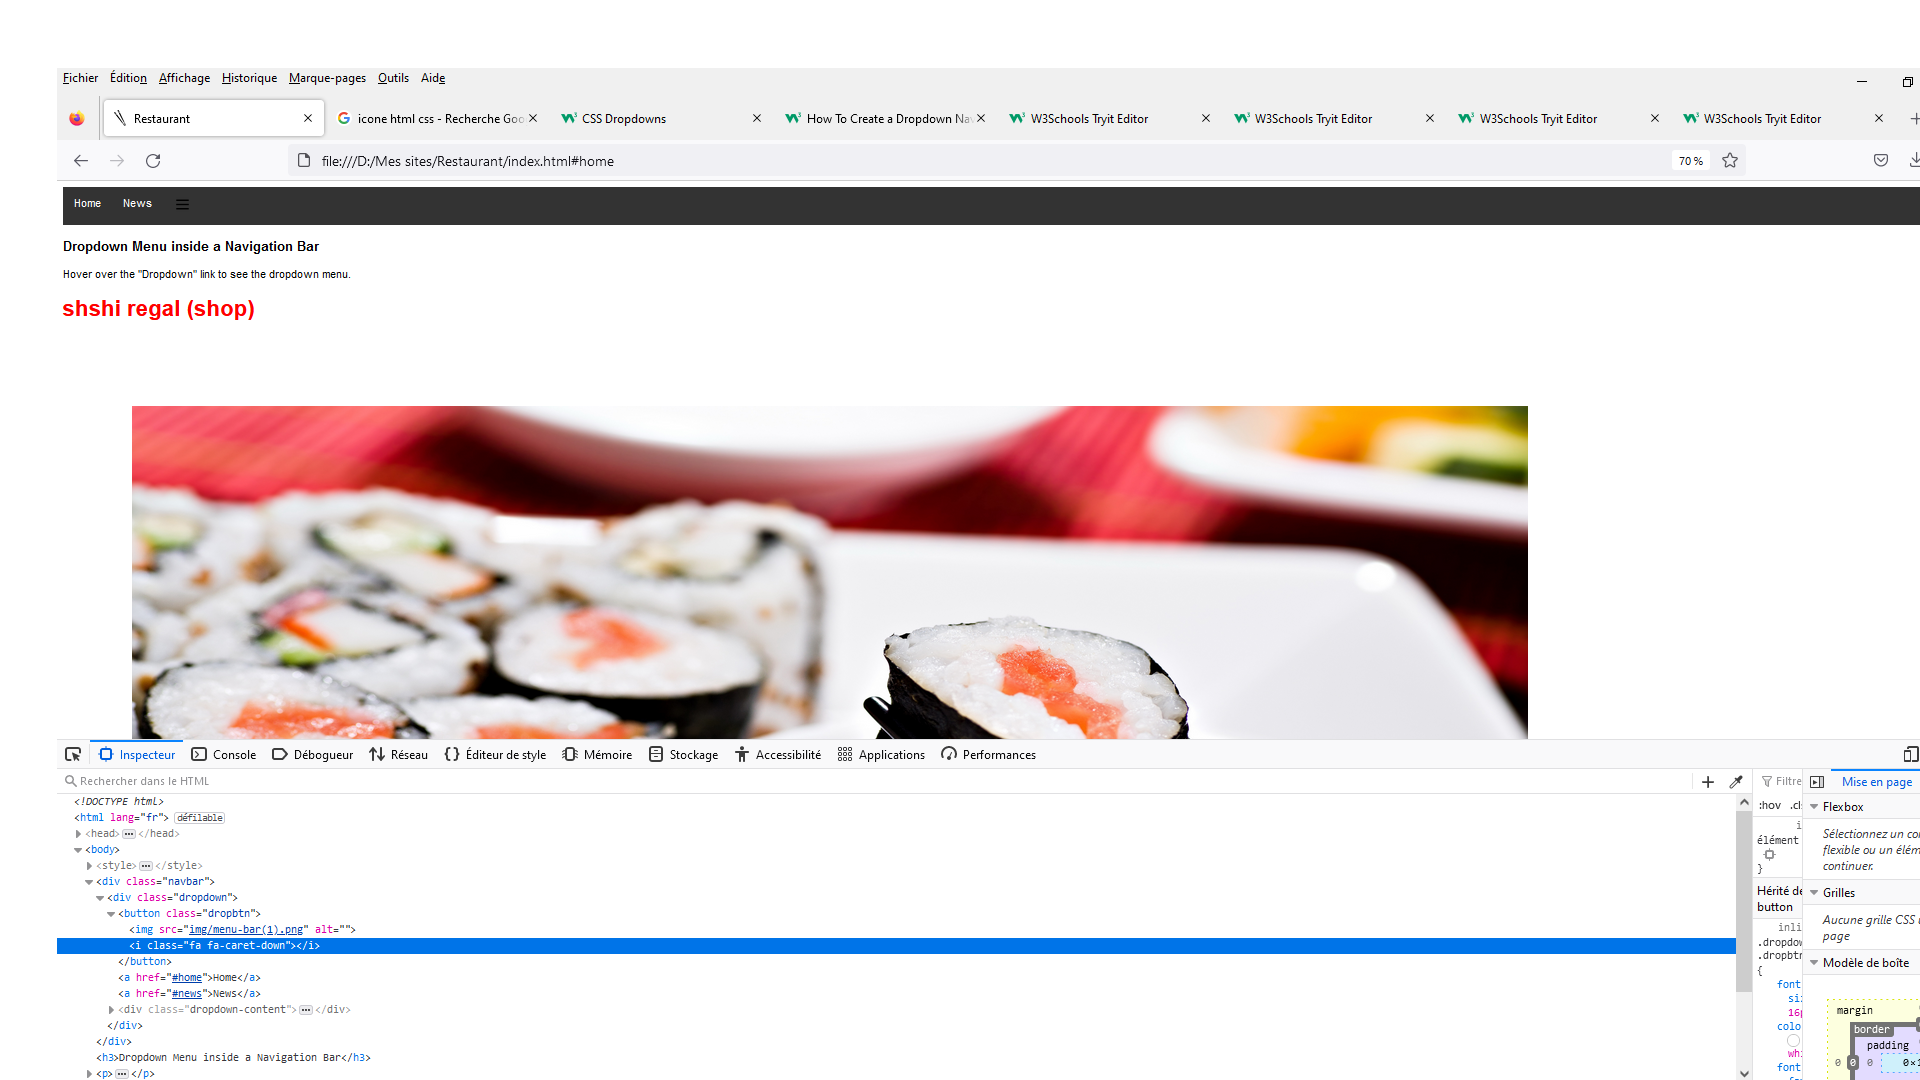 Fichier Édition Affichage Historique Marque-pages Outils Aide
Restaurant icone html css - Recherche Goo CSS Dropdowns How To Create a Dropdown Na W3Schools Tryit Editor W3Schools Tryit Editor W3Schools Tryit Editor W3Schools Tryit Editor
file:///D:/Mes sites/Restaurant/index.html#home 70 %
Home News
Dropdown Menu inside a Navigation Bar
Hover over the "Dropdown" link to see the dropdown menu.
shshi regal (shop)
Inspecteur Console Débogueur Réseau Éditeur de style Mémoire Stockage Accessibilité Applications Performances
Rechercher dans le HTML
<!DOCTYPE html>
<html lang="fr"> défilable
<head> ••• </head>
<body>
<style> ••• </style>
<div class="navbar">
<div class="dropdown">
<button class="dropbtn">
<img src="img/menu-bar(1).png" alt="">
<i class="fa fa-caret-down"></i>
</button>
<a href="#home">Home</a>
<a href="#news">News</a>
<div class="dropdown-content"> ••• </div>
</div>
</div>
<h3>Dropdown Menu inside a Navigation Bar</h3>
<p> ••• </p>
Filtre
:hov .cl
élément
}
Hérité de
button
inli
.dropdow
.dropbtn
{
font
siz
16p
colo
whi
font
Mise en page
Flexbox
Sélectionnez un co
flexible ou un élém
continuer.
Grilles
Aucune grille CSS
page
Modèle de boîte
margin
border
padding
0 0 0 0×1